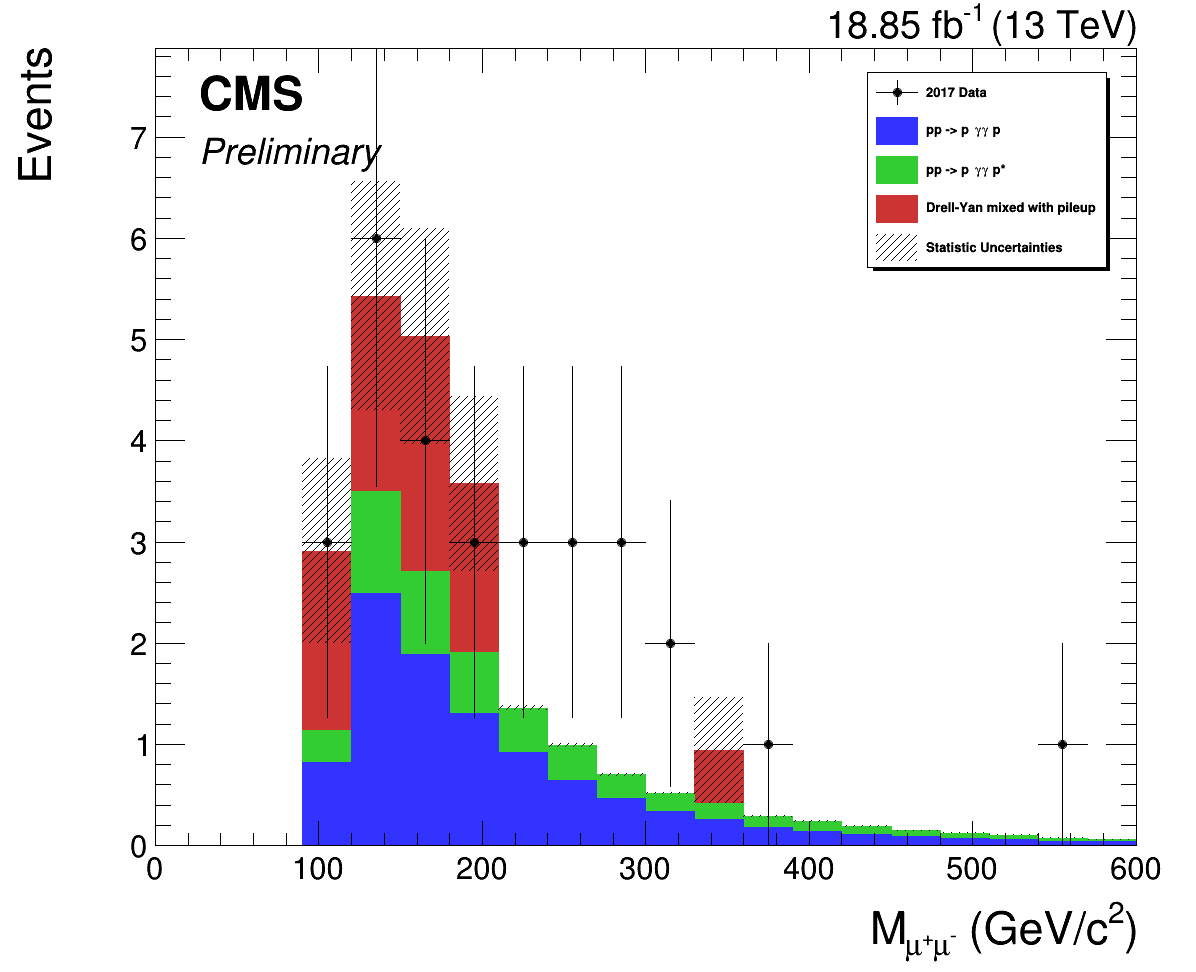 18.85 fb⁻¹ (13 TeV)
Events
CMS
Preliminary
2017 Data
pp -> p γγ p
pp -> p γγ p*
Drell-Yan mixed with pileup
Statistic Uncertainties
7
6
5
4
3
2
1
0
0 100 200 300 400 500 600
M_μ⁺μ⁻ (GeV/c²)